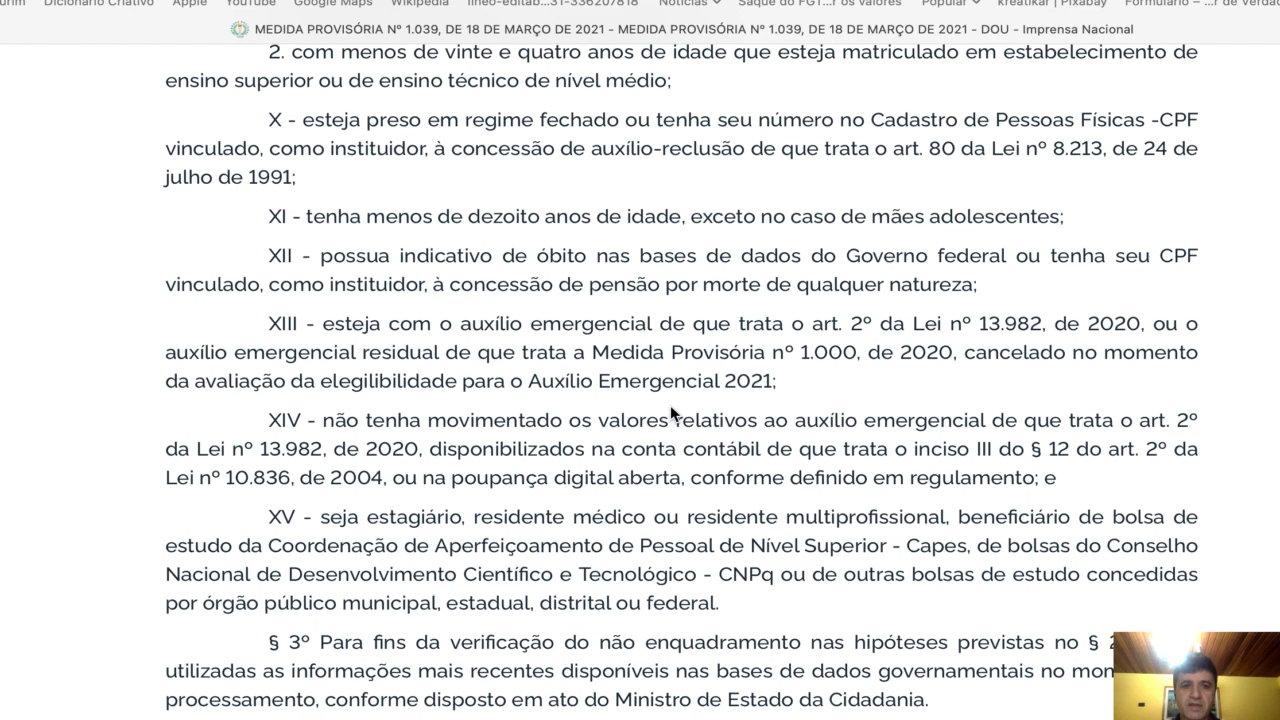 Dicionário Criativo Apple YouTube Google Maps Wikipedia Notícias Saque do FGT...r os valores Popular kreatikar | Pixabay
MEDIDA PROVISÓRIA Nº 1.039, DE 18 DE MARÇO DE 2021 - MEDIDA PROVISÓRIA Nº 1.039, DE 18 DE MARÇO DE 2021 - DOU - Imprensa Nacional
2. com menos de vinte e quatro anos de idade que esteja matriculado em estabelecimento de
ensino superior ou de ensino técnico de nível médio;
X - esteja preso em regime fechado ou tenha seu número no Cadastro de Pessoas Físicas -CPF
vinculado, como instituidor, à concessão de auxílio-reclusão de que trata o art. 80 da Lei nº 8.213, de 24 de
julho de 1991;
XI - tenha menos de dezoito anos de idade, exceto no caso de mães adolescentes;
XII - possua indicativo de óbito nas bases de dados do Governo federal ou tenha seu CPF
vinculado, como instituidor, à concessão de pensão por morte de qualquer natureza;
XIII - esteja com o auxílio emergencial de que trata o art. 2º da Lei nº 13.982, de 2020, ou o
auxílio emergencial residual de que trata a Medida Provisória nº 1.000, de 2020, cancelado no momento
da avaliação da elegilibilidade para o Auxílio Emergencial 2021;
XIV - não tenha movimentado os valores relativos ao auxílio emergencial de que trata o art. 2º
da Lei nº 13.982, de 2020, disponibilizados na conta contábil de que trata o inciso III do § 12 do art. 2º da
Lei nº 10.836, de 2004, ou na poupança digital aberta, conforme definido em regulamento; e
XV - seja estagiário, residente médico ou residente multiprofissional, beneficiário de bolsa de
estudo da Coordenação de Aperfeiçoamento de Pessoal de Nível Superior - Capes, de bolsas do Conselho
Nacional de Desenvolvimento Científico e Tecnológico - CNPq ou de outras bolsas de estudo concedidas
por órgão público municipal, estadual, distrital ou federal.
§ 3º Para fins da verificação do não enquadramento nas hipóteses previstas no §
utilizadas as informações mais recentes disponíveis nas bases de dados governamentais no mon
processamento, conforme disposto em ato do Ministro de Estado da Cidadania.